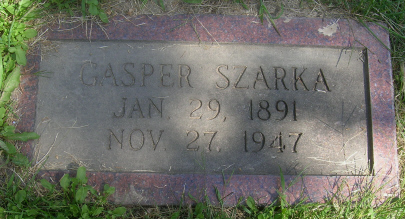 GASPER SZARKA
JAN. 29, 1891
NOV. 27, 1947